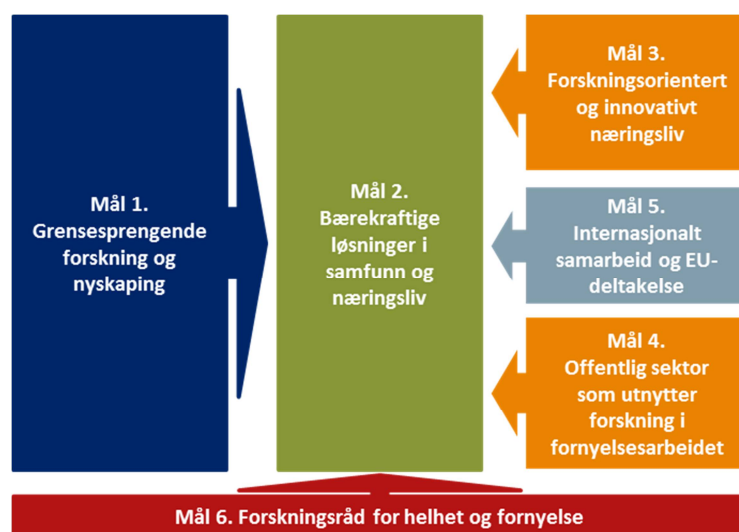 Mål 1.
Grensesprengende
forskning og
nyskaping
Mål 2.
Bærekraftige
løsninger i
samfunn og
næringsliv
Mål 3.
Forskningsorientert
og innovativt
næringsliv
Mål 5.
Internasjonalt
samarbeid og EU-
deltakelse
Mål 4.
Offentlig sektor
som utnytter
forskning i
fornyelsesarbeidet
Mål 6. Forskningsråd for helhet og fornyelse